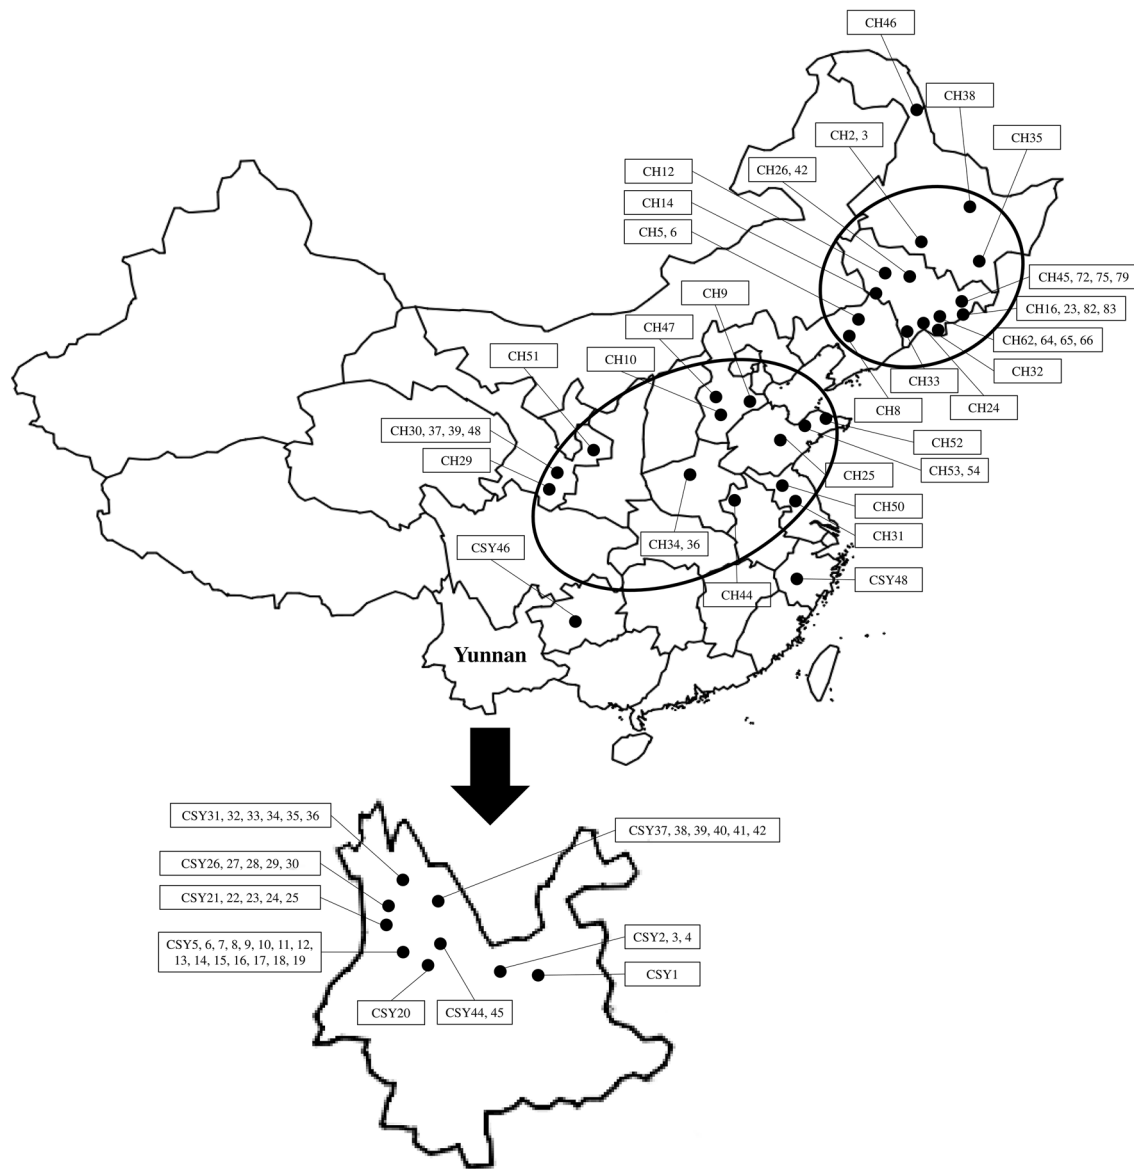 CH46
CH38
CH2, 3
CH35
CH26, 42
CH12
CH14
CH5, 6
CH45, 72, 75, 79
CH9
CH16, 23, 82, 83
CH47
CH62, 64, 65, 66
CH51
CH10
CH32
CH33
CH24
CH8
CH30, 37, 39, 48
CH52
CH29
CH53, 54
CH25
CH50
CH31
CSY46
CH34, 36
CSY48
CH44
Yunnan
CSY31, 32, 33, 34, 35, 36
CSY37, 38, 39, 40, 41, 42
CSY26, 27, 28, 29, 30
CSY21, 22, 23, 24, 25
CSY5, 6, 7, 8, 9, 10, 11, 12,
13, 14, 15, 16, 17, 18, 19
CSY2, 3, 4
CSY1
CSY20
CSY44, 45